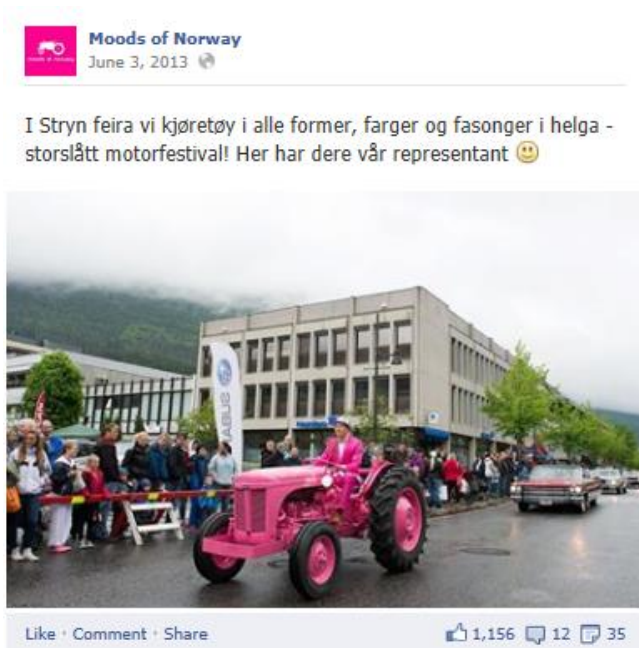 Moods of Norway
June 3, 2013
I Stryn feira vi kjøretøy i alle former, farger og fasonger i helga -
storslått motorfestival! Her har dere vår representant
SUBARU
Like · Comment · Share
1,156 12 35